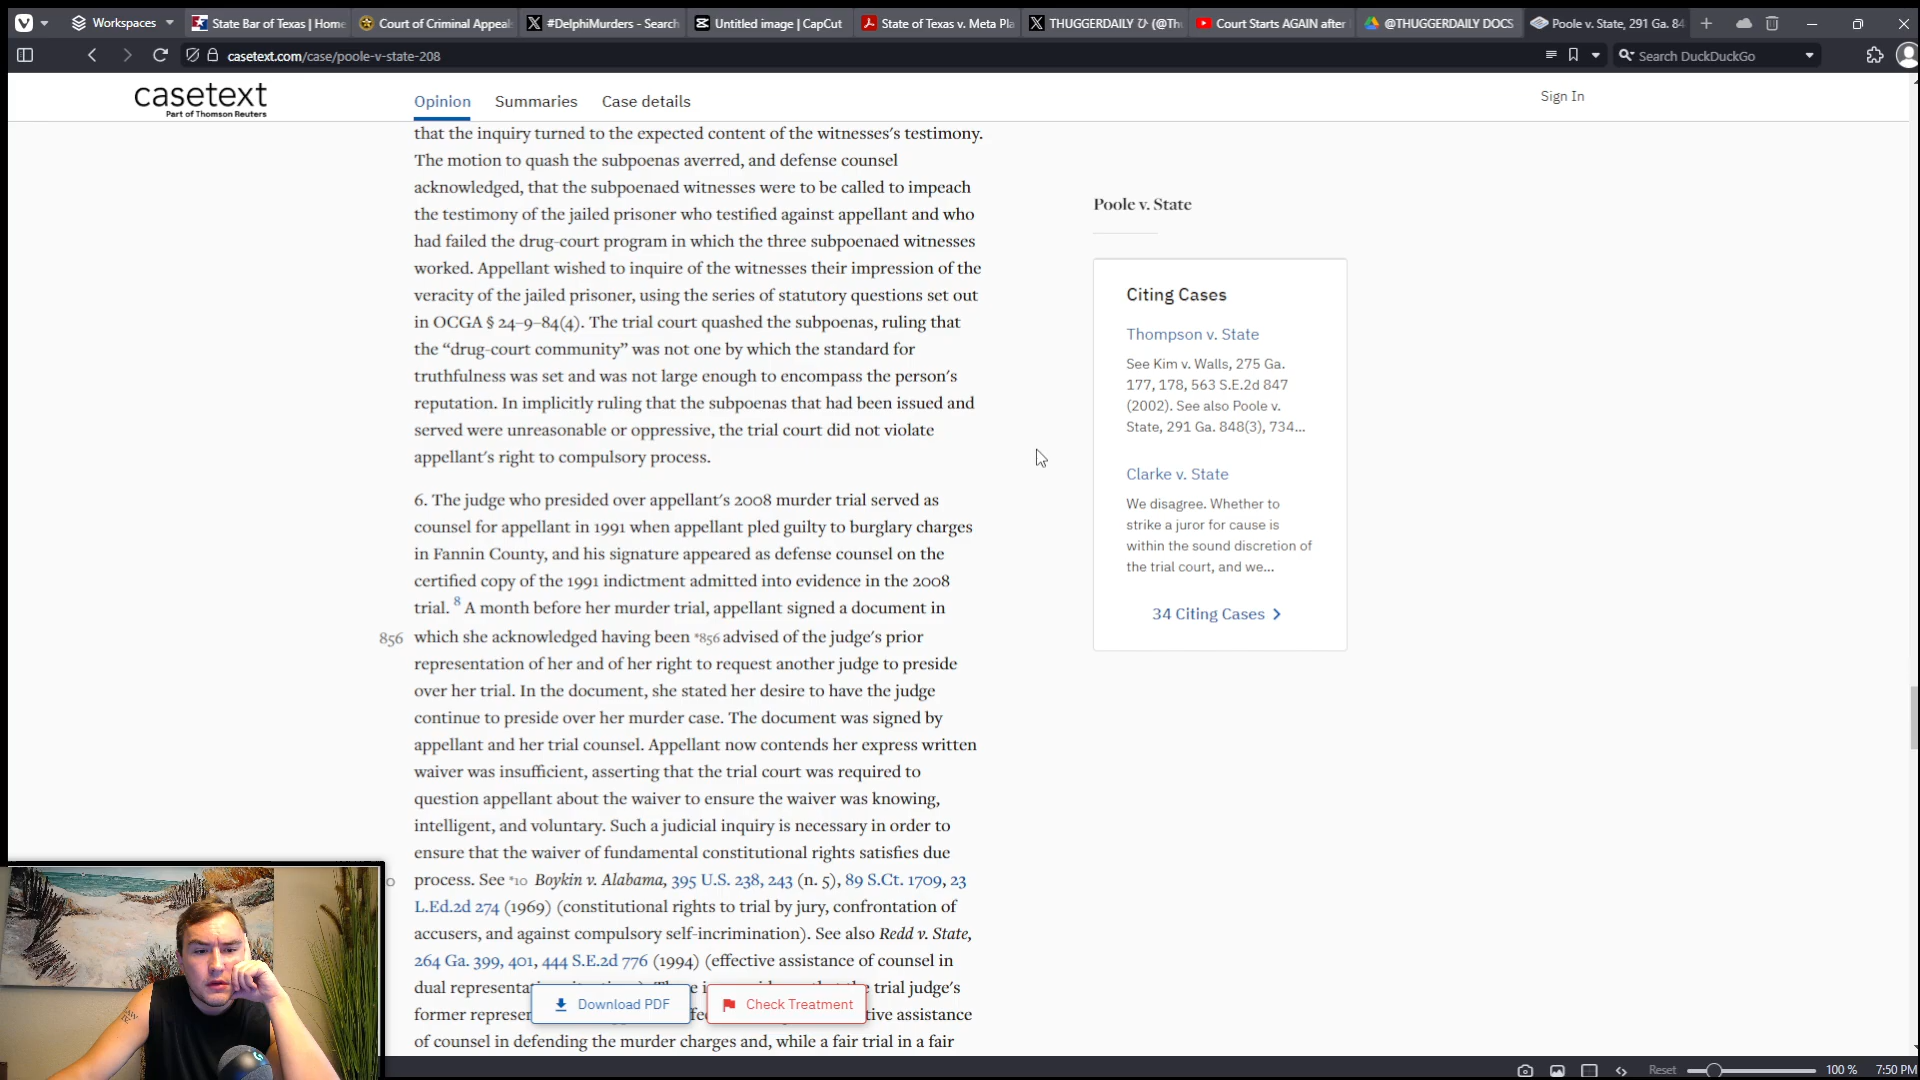 Workspaces
State Bar of Texas | Home
Court of Criminal Appeal
#DelphiMurders - Search
Untitled image | CapCut
State of Texas v. Meta Pla
THUGGERDAILY
Court Starts AGAIN after
@THUGGERDAILY DOCS
Poole v. State, 291 Ga. 84
casetext.com/case/poole-v-state-208
Search DuckDuckGo
casetext
Part of Thomson Reuters
Opinion
Summaries
Case details
Sign In
that the inquiry turned to the expected content of the witnesses's testimony.
The motion to quash the subpoenas averred, and defense counsel
acknowledged, that the subpoenaed witnesses were to be called to impeach
the testimony of the jailed prisoner who testified against appellant and who
had failed the drug-court program in which the three subpoenaed witnesses
worked. Appellant wished to inquire of the witnesses their impression of the
veracity of the jailed prisoner, using the series of statutory questions set out
in OCGA § 24–9–84(4). The trial court quashed the subpoenas, ruling that
the “drug-court community” was not one by which the standard for
truthfulness was set and was not large enough to encompass the person's
reputation. In implicitly ruling that the subpoenas that had been issued and
served were unreasonable or oppressive, the trial court did not violate
appellant's right to compulsory process.
6. The judge who presided over appellant's 2008 murder trial served as
counsel for appellant in 1991 when appellant pled guilty to burglary charges
in Fannin County, and his signature appeared as defense counsel on the
certified copy of the 1991 indictment admitted into evidence in the 2008
trial. 8 A month before her murder trial, appellant signed a document in
856 which she acknowledged having been *856 advised of the judge's prior
representation of her and of her right to request another judge to preside
over her trial. In the document, she stated her desire to have the judge
continue to preside over her murder case. The document was signed by
appellant and her trial counsel. Appellant now contends her express written
waiver was insufficient, asserting that the trial court was required to
question appellant about the waiver to ensure the waiver was knowing,
intelligent, and voluntary. Such a judicial inquiry is necessary in order to
ensure that the waiver of fundamental constitutional rights satisfies due
process. See *10 Boykin v. Alabama, 395 U.S. 238, 243 (n. 5), 89 S.Ct. 1709, 23
L.Ed.2d 274 (1969) (constitutional rights to trial by jury, confrontation of
accusers, and against compulsory self-incrimination). See also Redd v. State,
264 Ga. 399, 401, 444 S.E.2d 776 (1994) (effective assistance of counsel in
dual representa trial judge's
former represer tive assistance
of counsel in defending the murder charges and, while a fair trial in a fair
Download PDF
Check Treatment
Poole v. State
Citing Cases
Thompson v. State
See Kim v. Walls, 275 Ga.
177, 178, 563 S.E.2d 847
(2002). See also Poole v.
State, 291 Ga. 848(3), 734...
Clarke v. State
We disagree. Whether to
strike a juror for cause is
within the sound discretion of
the trial court, and we...
34 Citing Cases
Reset
100 %
7:50 PM